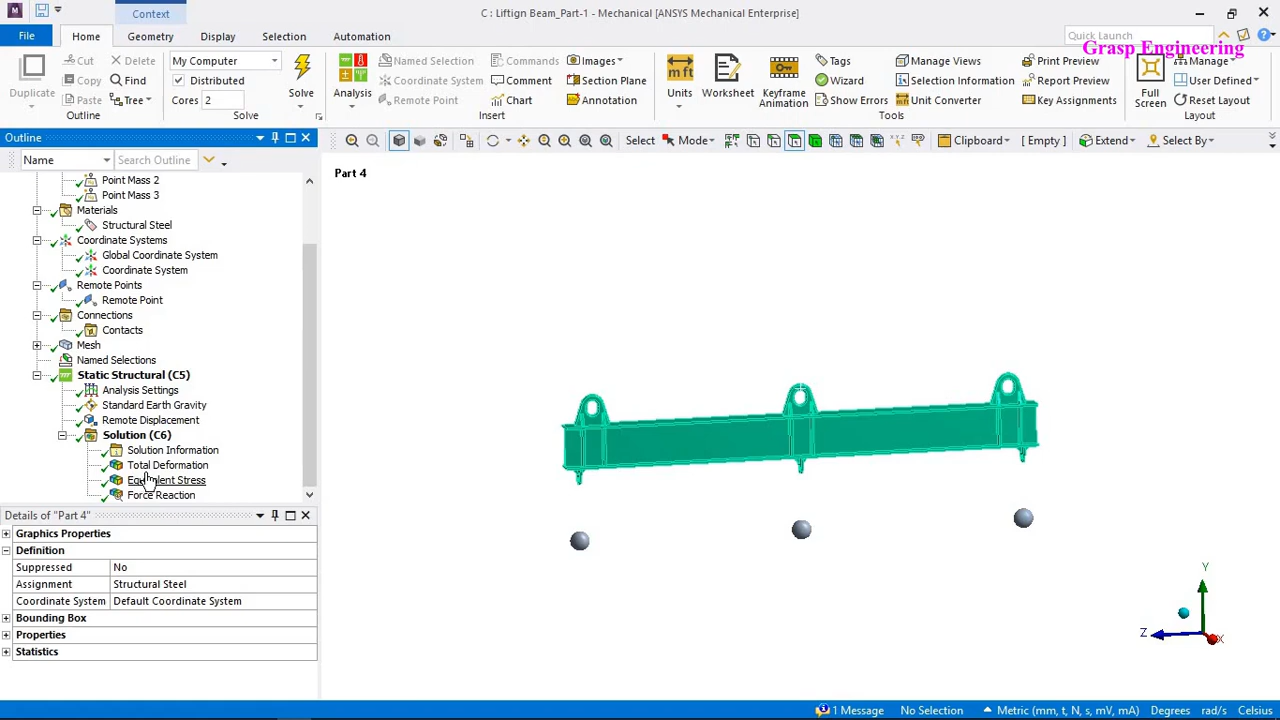 C : Liftign Beam_Part-1 - Mechanical [ANSYS Mechanical Enterprise]
Context
File Home Geometry Display Selection Automation
Quick Launch
Grasp Engineering
Duplicate
Cut
Copy
Paste
Delete
Find
Tree
Outline
My Computer
Distributed
Cores 2
Solve
Solve
Analysis
Named Selection
Coordinate System
Remote Point
Commands
Comment
Chart
Images
Section Plane
Annotation
Insert
Units
Worksheet
Keyframe Animation
Tags
Wizard
Show Errors
Manage Views
Selection Information
Unit Converter
Print Preview
Report Preview
Key Assignments
Tools
Full Screen
Manage
User Defined
Reset Layout
Layout
Outline
Name
Search Outline
Select Mode
Clipboard [ Empty ] Extend Select By
Point Mass 2
Point Mass 3
Materials
Structural Steel
Coordinate Systems
Global Coordinate System
Coordinate System
Remote Points
Remote Point
Connections
Contacts
Mesh
Named Selections
Static Structural (C5)
Analysis Settings
Standard Earth Gravity
Remote Displacement
Solution (C6)
Solution Information
Total Deformation
Equivalent Stress
Force Reaction
Part 4
Y
Z
X
Details of "Part 4"
Graphics Properties
Definition
Suppressed No
Assignment Structural Steel
Coordinate System Default Coordinate System
Bounding Box
Properties
Statistics
1 Message No Selection Metric (mm, t, N, s, mV, mA) Degrees rad/s Celsius